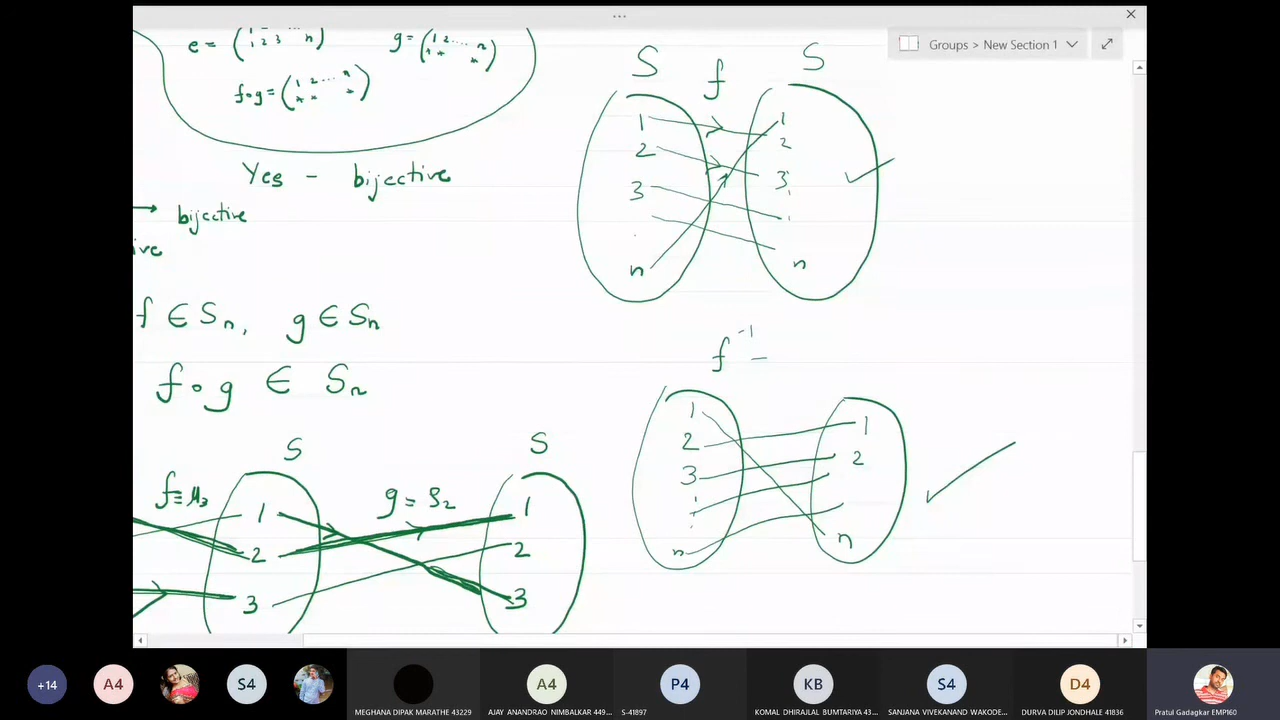 Groups > New Section 1
e = (1 2 3 ... n)
g = (1 2 ... n
* * *)
f∘g = (1 2 ... n
* * *)
Yes - bijective
→ bijective
ive
f ∈ Sn, g ∈ Sn
f∘g ∈ Sn
S
f
S
1
2
3
n
1
2
3
n
f⁻¹ –
1
2
3
n
1
2
n
S
S
f ≡ μ3
g = ρ2
1
2
3
1
2
3
+14
A4
S4
MEGHANA DIPAK MARATHE 43229
A4
AJAY ANANDRAO NIMBALKAR 449...
P4
S-41897
KB
KOMAL DHIRAJLAL BUMTARIYA 43...
S4
SANJANA VIVEKANAND WAKODE...
D4
DURVA DILIP JONDHALE 41836
Pratul Gadagkar EMP160